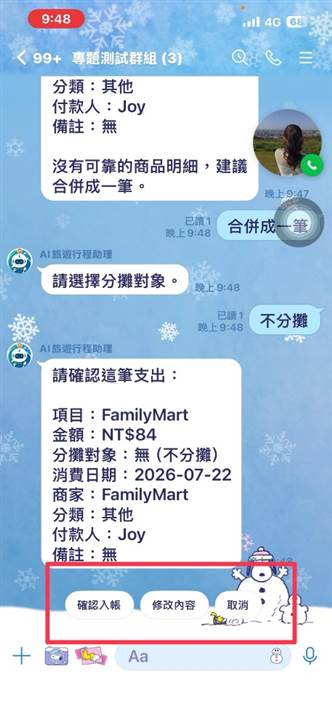 9:48
4G 68
99+ 專題測試群組 (3)
分類：其他
付款人：Joy
備註：無
沒有可靠的商品明細，建議
合併成一筆。
晚上9:47
已讀1
晚上9:48
合併成一筆
AI旅遊行程助理
請選擇分攤對象。
晚上9:48
已讀1
晚上9:48
不分攤
AI旅遊行程助理
請確認這筆支出：
項目：FamilyMart
金額：NT$84
分攤對象：無 (不分攤)
消費日期：2026-07-22
商家：FamilyMart
分類：其他
付款人：Joy
備註：無
9:48
確認入帳
修改內容
取消
Aa